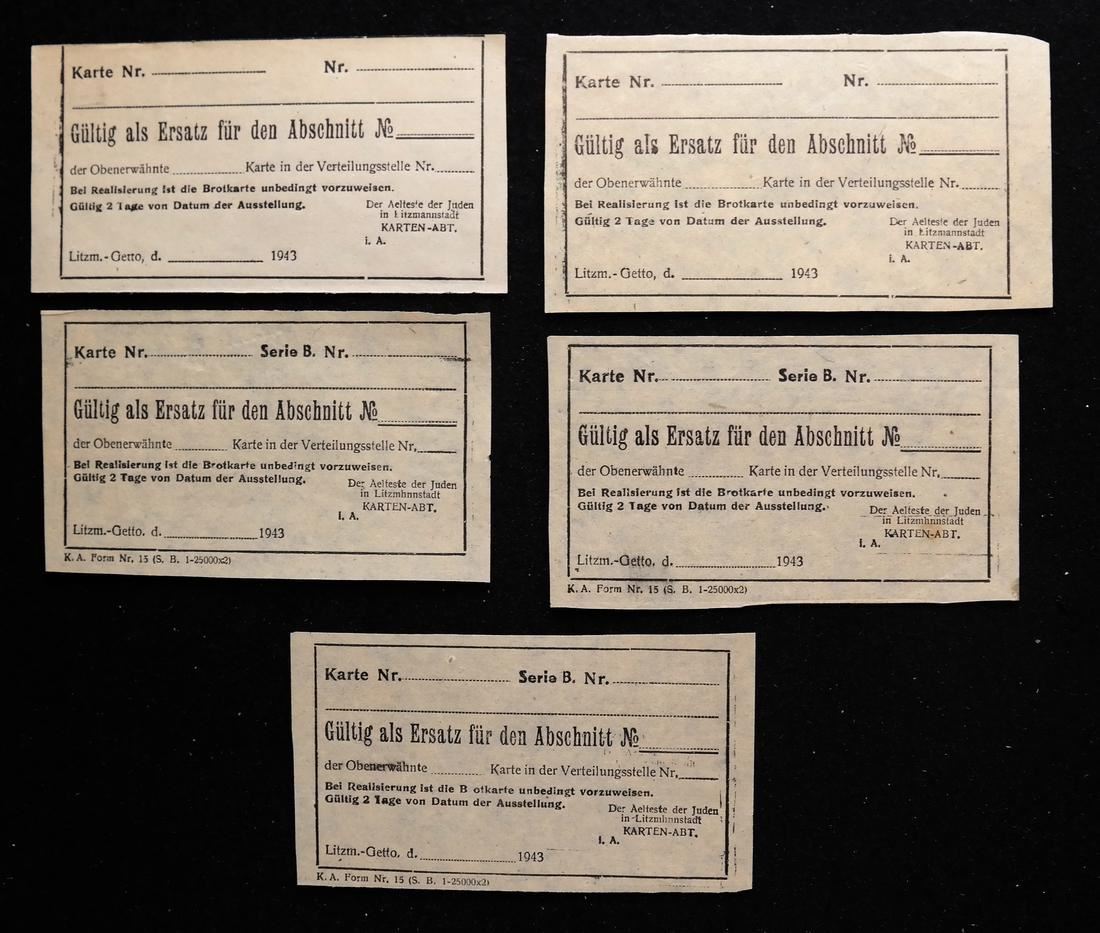 Karte Nr. Nr.
Gültig als Ersatz für den Abschnitt №
der Obenerwähnte Karte in der Verteilungsstelle Nr.
Bei Realisierung ist die Brotkarte unbedingt vorzuweisen.
Gültig 2 Tage von Datum der Ausstellung.
Der Aelteste der Juden
in Litzmannstadt
KARTEN-ABT.
i. A.
Litzm.-Getto, d. 1943
Karte Nr. Nr.
Gültig als Ersatz für den Abschnitt №
der Obenerwähnte Karte in der Verteilungsstelle Nr.
Bei Realisierung ist die Brotkarte unbedingt vorzuweisen.
Gültig 2 Tage von Datum der Ausstellung.
Der Aelteste der Juden
in Litzmannstadt
KARTEN-ABT.
i. A.
Litzm.-Getto, d. 1943
Karte Nr. Serie B. Nr.
Gültig als Ersatz für den Abschnitt №
der Obenerwähnte Karte in der Verteilungsstelle Nr.
Bei Realisierung ist die Brotkarte unbedingt vorzuweisen.
Gültig 2 Tage von Datum der Ausstellung.
Der Aelteste der Juden
in Litzmhnnstadt
KARTEN-ABT.
i. A.
Litzm.-Getto, d. 1943
K. A. Form Nr. 15 (S. B. 1-25000x2)
Karte Nr. Serie B. Nr.
Gültig als Ersatz für den Abschnitt №
der Obenerwähnte Karte in der Verteilungsstelle Nr.
Bei Realisierung ist die Brotkarte unbedingt vorzuweisen.
Gültig 2 Tage von Datum der Ausstellung.
Der Aelteste der Juden
in Litzmhnnstadt
KARTEN-ABT.
i. A.
Litzm.-Getto, d. 1943
K. A. Form Nr. 15 (S. B. 1-25000x2)
Karte Nr. Serie B. Nr.
Gültig als Ersatz für den Abschnitt №
der Obenerwähnte Karte in der Verteilungsstelle Nr.
Bei Realisierung ist die B otkarte unbedingt vorzuweisen.
Gültig 2 Tage von Datum der Ausstellung.
Der Aelteste der Juden
in Litzmhnnstadt
KARTEN-ABT.
i. A.
Litzm.-Getto, d. 1943
K. A. Form Nr. 15 (S. B. 1-25000x2)